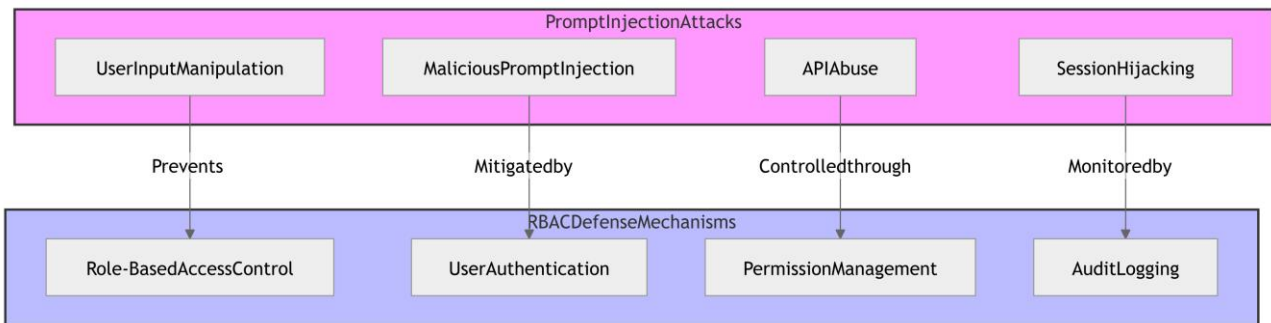 PromptInjectionAttacks
UserInputManipulation
MaliciousPromptInjection
APIAbuse
SessionHijacking
Prevents
Mitigatedby
Controlledthrough
Monitoredby
RBACDefenseMechanisms
Role-BasedAccessControl
UserAuthentication
PermissionManagement
AuditLogging